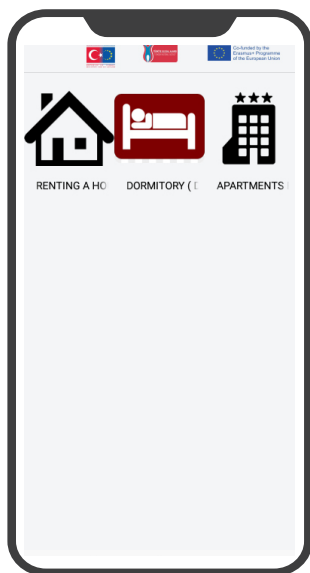 Co-funded by the
Erasmus+ Programme
of the European Union
RENTING A HO
DORMITORY (
APARTMENTS